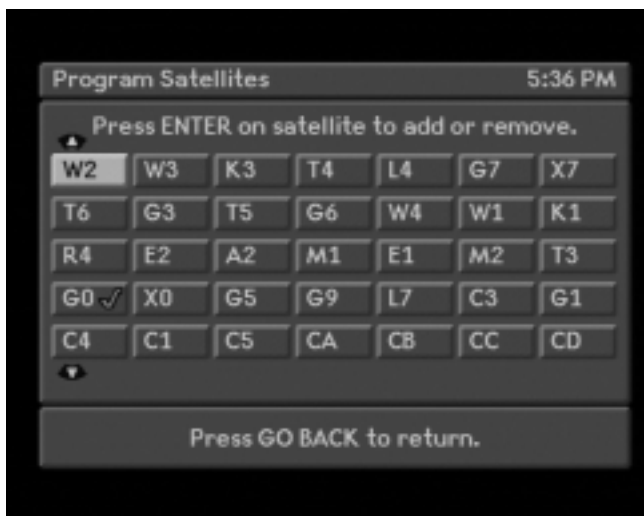 Program Satellites 5:36 PM
Press ENTER on satellite to add or remove.
W2 W3 K3 T4 L4 G7 X7
T6 G3 T5 G6 W4 W1 K1
R4 E2 A2 M1 E1 M2 T3
G0 X0 G5 G9 L7 C3 G1
C4 C1 C5 CA CB CC CD
Press GO BACK to return.